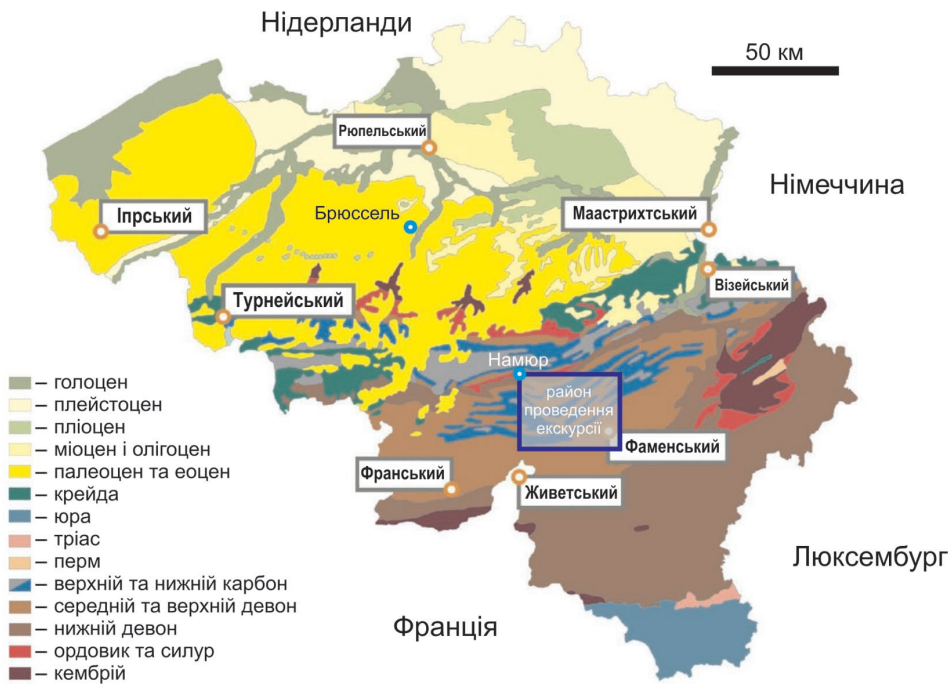 Нідерланди
50 км
Рюпельський
Німеччина
Іпрський
Брюссель
Маастрихтський
Візейський
Турнейський
Намюр
район
проведення
екскурсії
Фаменський
Франський
Живетський
Люксембург
Франція
– голоцен
– плейстоцен
– пліоцен
– міоцен і олігоцен
– палеоцен та еоцен
– крейда
– юра
– тріас
– перм
– верхній та нижній карбон
– середній та верхній девон
– нижній девон
– ордовик та силур
– кембрій